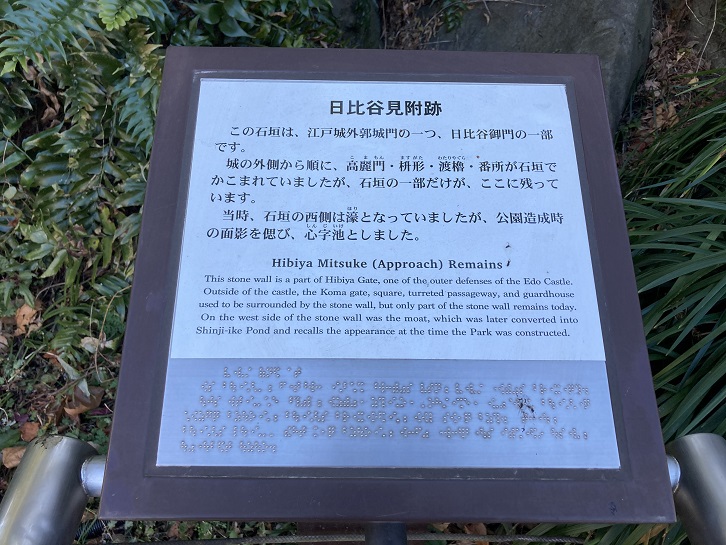 日比谷見附跡
この石垣は、江戸城外郭城門の一つ、日比谷御門の一部
です。
城の外側から順に、高麗門・枡形・渡櫓・番所が石垣で
かこまれていましたが、石垣の一部だけが、ここに残って
います。
当時、石垣の西側は濠となっていましたが、公園造成時
の面影を偲び、心字池としました。
Hibiya Mitsuke (Approach) Remains
This stone wall is a part of Hibiya Gate, one of the outer defenses of the Edo Castle.
Outside of the castle, the Koma gate, square, turreted passageway, and guardhouse
used to be surrounded by the stone wall, but only part of the stone wall remains today.
On the west side of the stone wall was the moat, which was later converted into
Shinji-ike Pond and recalls the appearance at the time the Park was constructed.